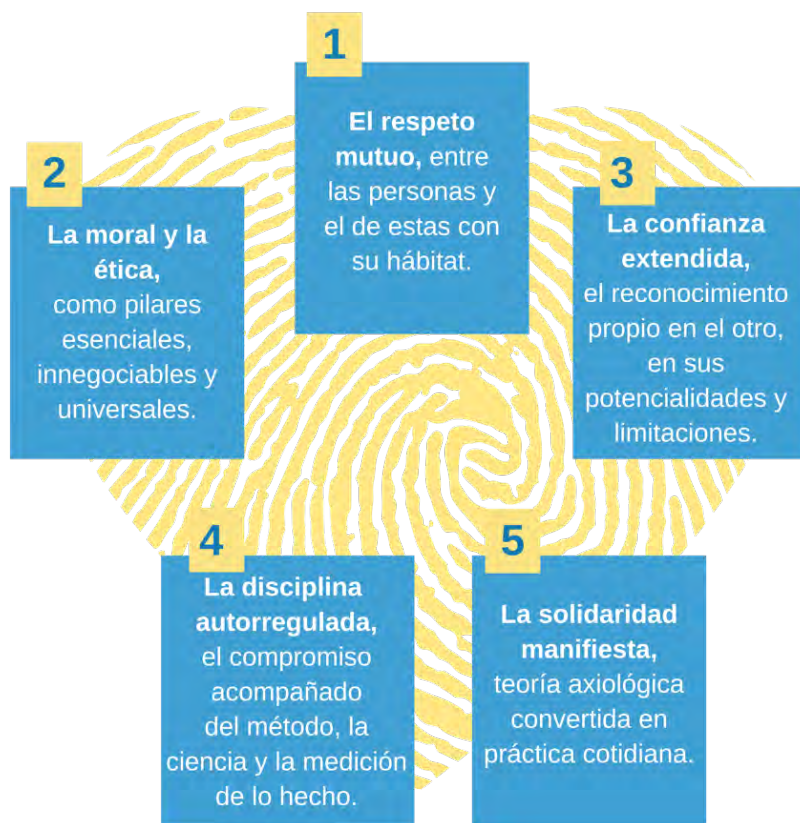 1
El respeto
mutuo, entre
las personas y
el de estas con
su hábitat.
2
La moral y la
ética,
como pilares
esenciales,
innegociables y
universales.
3
La confianza
extendida,
el reconocimiento
propio en el otro,
en sus
potencialidades y
limitaciones.
4
La disciplina
autorregulada,
el compromiso
acompañado
del método, la
ciencia y la medición
de lo hecho.
5
La solidaridad
manifiesta,
teoría axiológica
convertida en
práctica cotidiana.